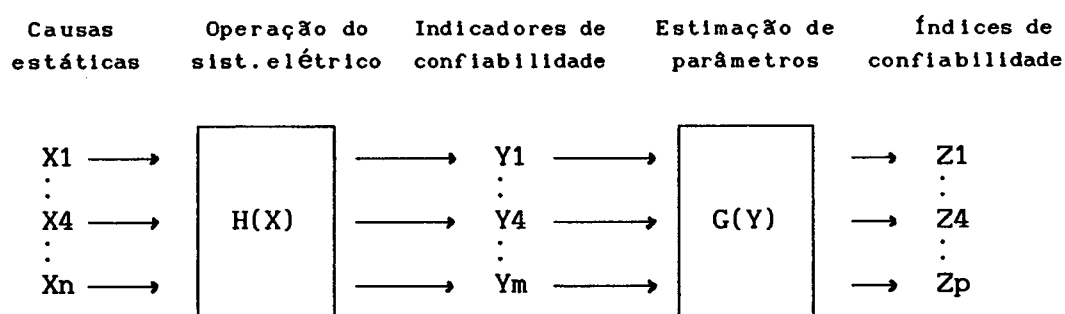 Causas Operação do Indicadores de Estimação de Índices de
estáticas sist.elétrico confiabilidade parâmetros confiabilidade
X1 Y1 Z1
X4 H(X) Y4 G(Y) Z4
Xn Ym Zp